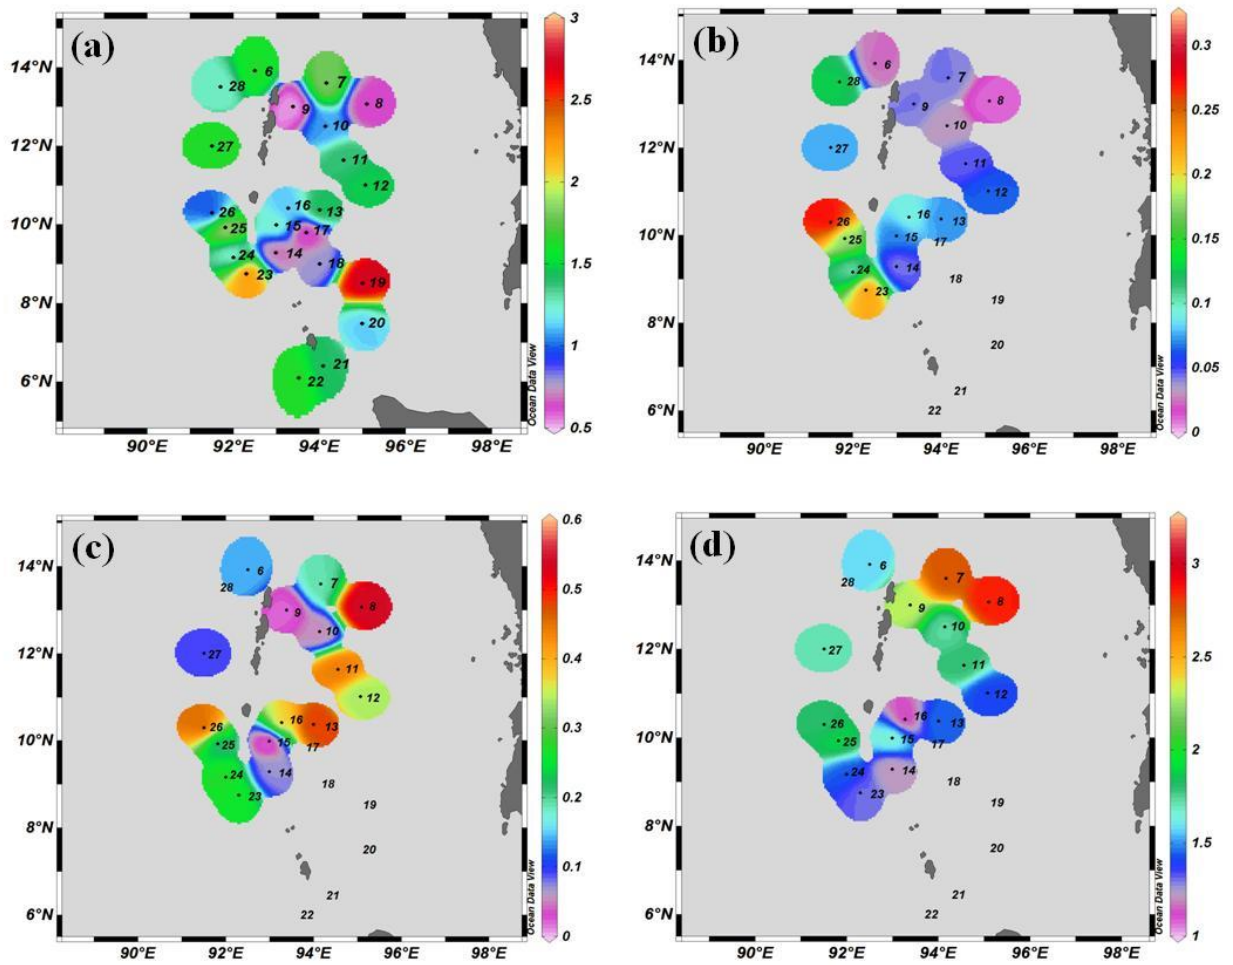 (a)
14°N
12°N
10°N
8°N
6°N
90°E 92°E 94°E 96°E 98°E
6 7 28 9 8 10 27 11 12 26 16 13 25 15 17 24 14 18 23 19 20 21 22
3
2.5
2
1.5
1
0.5
Ocean Data View
(b)
14°N
12°N
10°N
8°N
6°N
90°E 92°E 94°E 96°E 98°E
6 7 28 9 8 10 27 11 12 26 16 13 25 15 17 24 14 18 23 19 20 21 22
0.3
0.25
0.2
0.15
0.1
0.05
0
Ocean Data View
(c)
14°N
12°N
10°N
8°N
6°N
90°E 92°E 94°E 96°E 98°E
6 7 28 9 8 10 27 11 12 26 16 13 25 15 17 24 14 18 23 19 20 21 22
0.6
0.5
0.4
0.3
0.2
0.1
0
Ocean Data View
(d)
14°N
12°N
10°N
8°N
6°N
90°E 92°E 94°E 96°E 98°E
6 7 28 9 8 10 27 11 12 26 16 13 25 15 17 24 14 18 23 19 20 21 22
3
2.5
2
1.5
1
Ocean Data View